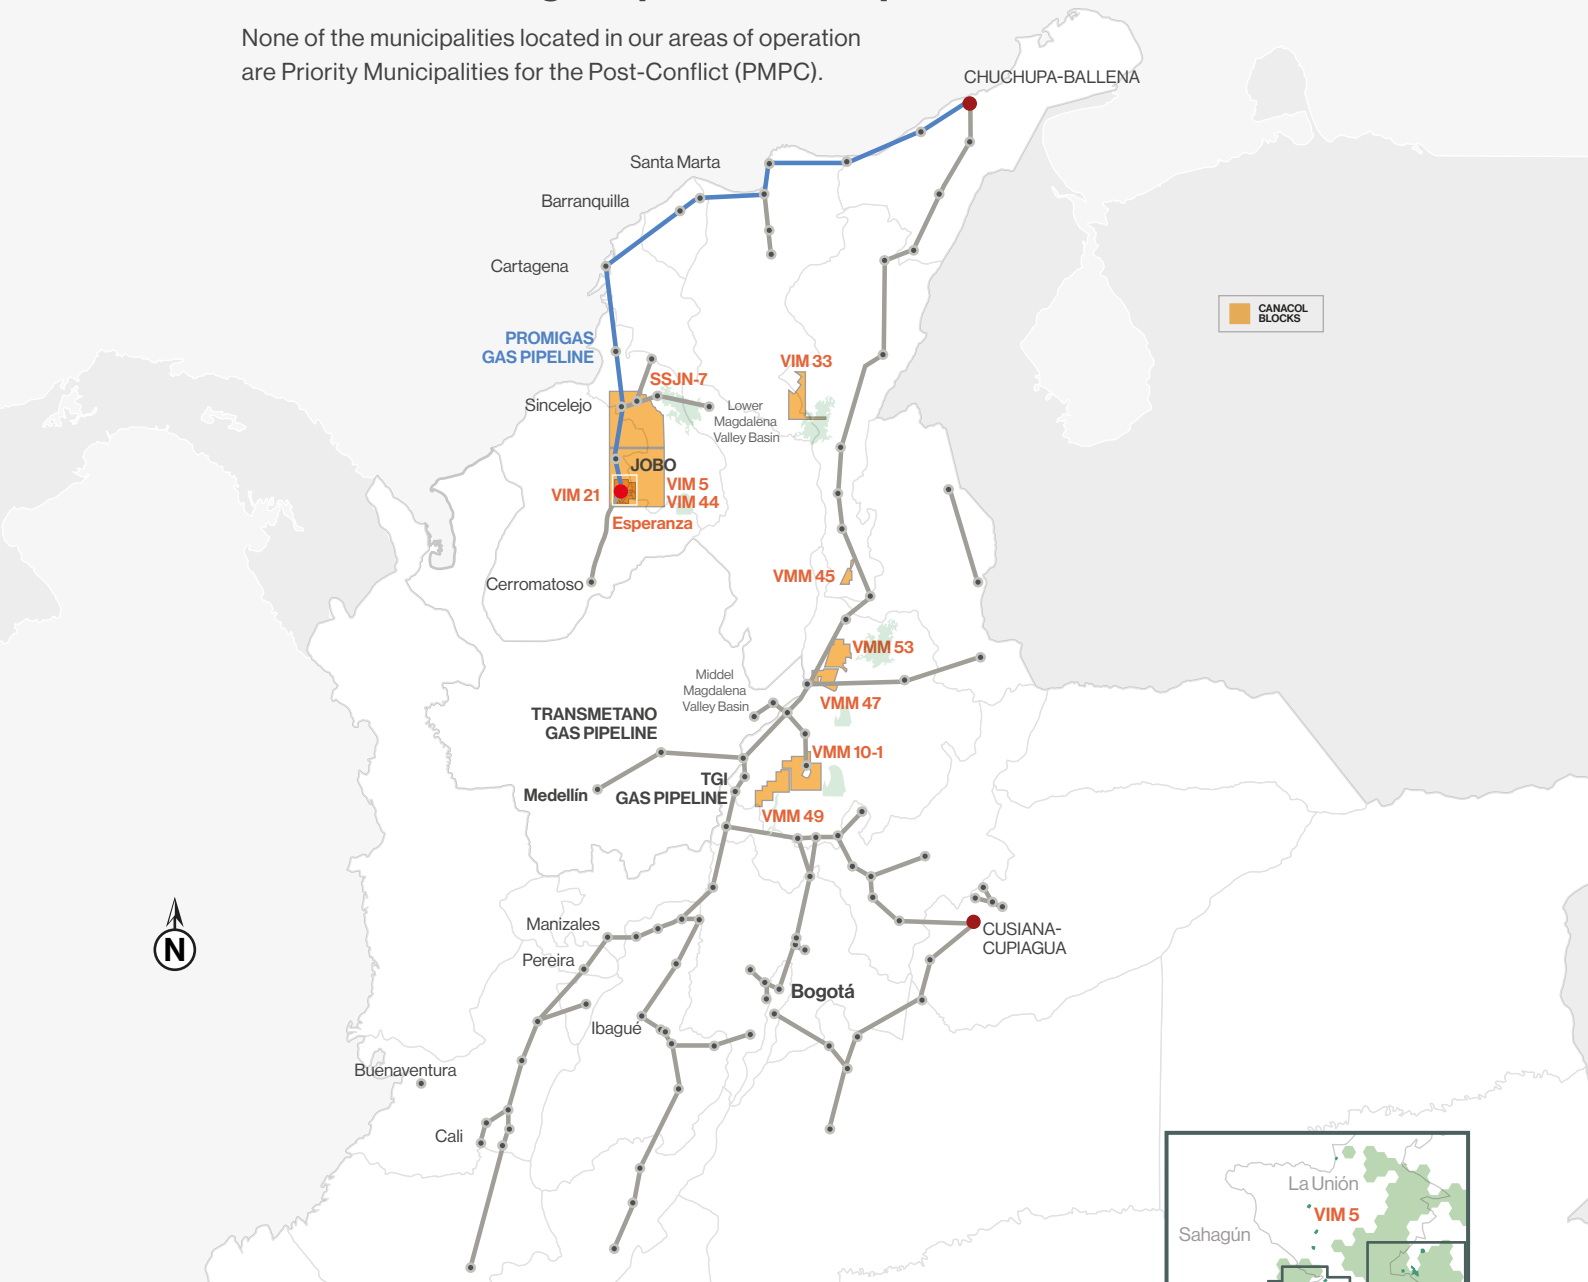 None of the municipalities located in our areas of operation
are Priority Municipalities for the Post-Conflict (PMPC).
CHUCHUPA-BALLENA
Santa Marta
Barranquilla
Cartagena
CANACOL
BLOCKS
PROMIGAS
GAS PIPELINE
VIM 33
SSJN-7
Sincelejo
Lower
Magdalena
Valley Basin
JOBO
VIM 21
VIM 5
VIM 44
Esperanza
Cerromatoso
VMM 45
VMM 53
Middel
Magdalena
Valley Basin
VMM 47
TRANSMETANO
GAS PIPELINE
VMM 10-1
TGI
GAS PIPELINE
Medellín
VMM 49
Manizales
CUSIANA-
CUPIAGUA
Pereira
N
Bogotá
Ibagué
Buenaventura
Cali
La Unión
VIM 5
Sahagún